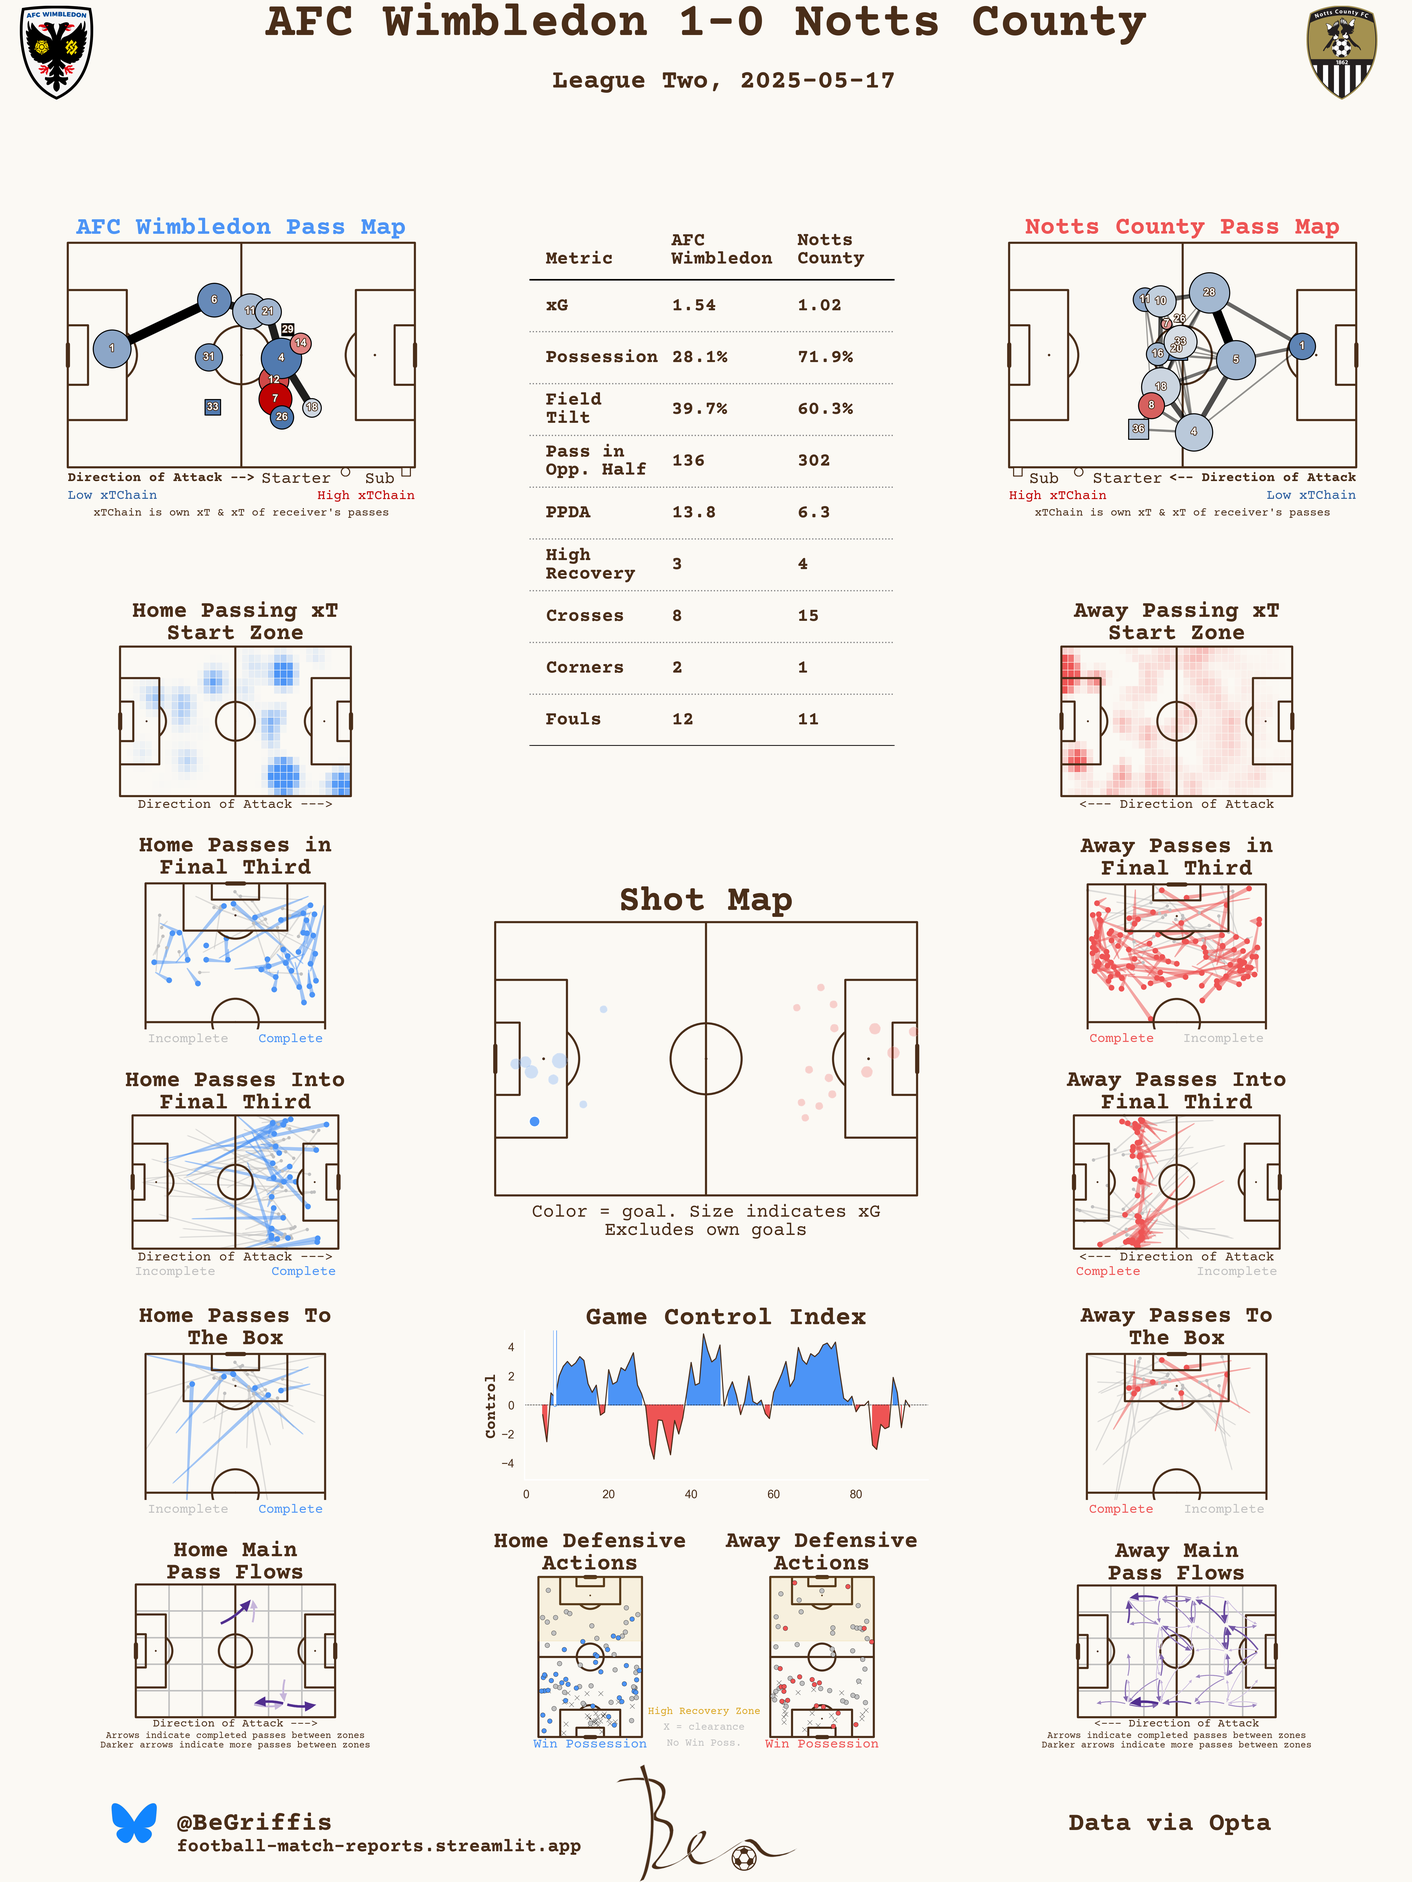 AFC Wimbledon 1-0 Notts County
League Two, 2025-05-17
AFC WIMBLEDON
Notts County FC
1862
AFC Wimbledon Pass Map
1
6
11
21
29
14
31
4
12
7
33
26
18
Direction of Attack --> Starter Sub
Low xTChain High xTChain
xTChain is own xT & xT of receiver's passes
Metric AFC Wimbledon Notts County
xG 1.54 1.02
Possession 28.1% 71.9%
Field Tilt 39.7% 60.3%
Pass in Opp. Half 136 302
PPDA 13.8 6.3
High Recovery 3 4
Crosses 8 15
Corners 2 1
Fouls 12 11
Notts County Pass Map
11
10
28
7
26
33
16
20
5
1
18
8
36
4
Sub Starter <-- Direction of Attack
High xTChain Low xTChain
xTChain is own xT & xT of receiver's passes
Home Passing xT
Start Zone
Direction of Attack --->
Away Passing xT
Start Zone
<--- Direction of Attack
Home Passes in
Final Third
Incomplete Complete
Away Passes in
Final Third
Complete Incomplete
Shot Map
Color = goal. Size indicates xG
Excludes own goals
Home Passes Into
Final Third
Direction of Attack --->
Incomplete Complete
Away Passes Into
Final Third
<--- Direction of Attack
Complete Incomplete
Home Passes To
The Box
Incomplete Complete
Game Control Index
Control
4
2
0
−2
−4
0 20 40 60 80
Away Passes To
The Box
Complete Incomplete
Home Main
Pass Flows
Direction of Attack --->
Arrows indicate completed passes between zones
Darker arrows indicate more passes between zones
Home Defensive
Actions
Win Possession
High Recovery Zone
X = clearance
No Win Poss.
Away Defensive
Actions
Win Possession
Away Main
Pass Flows
<--- Direction of Attack
Arrows indicate completed passes between zones
Darker arrows indicate more passes between zones
@BeGriffis
football-match-reports.streamlit.app
Ben
Data via Opta